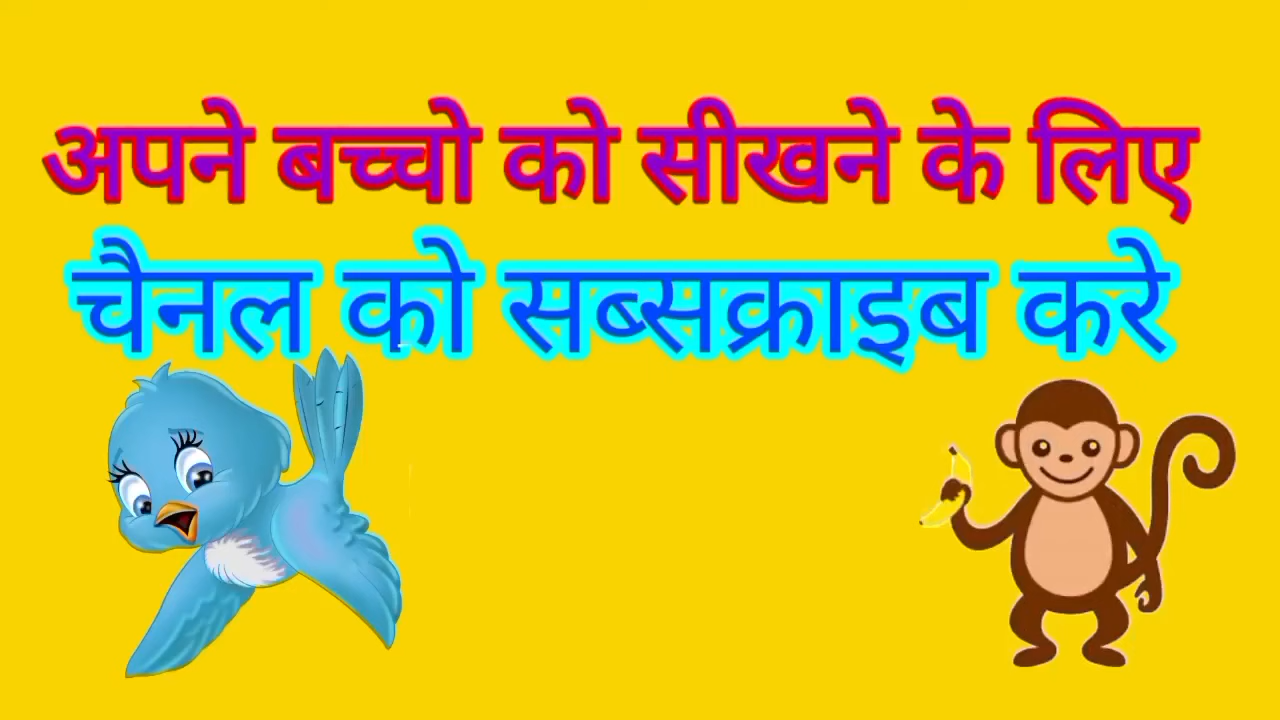 अपने बच्चो को सीखने के लिए
चैनल को सब्सक्राइब करे